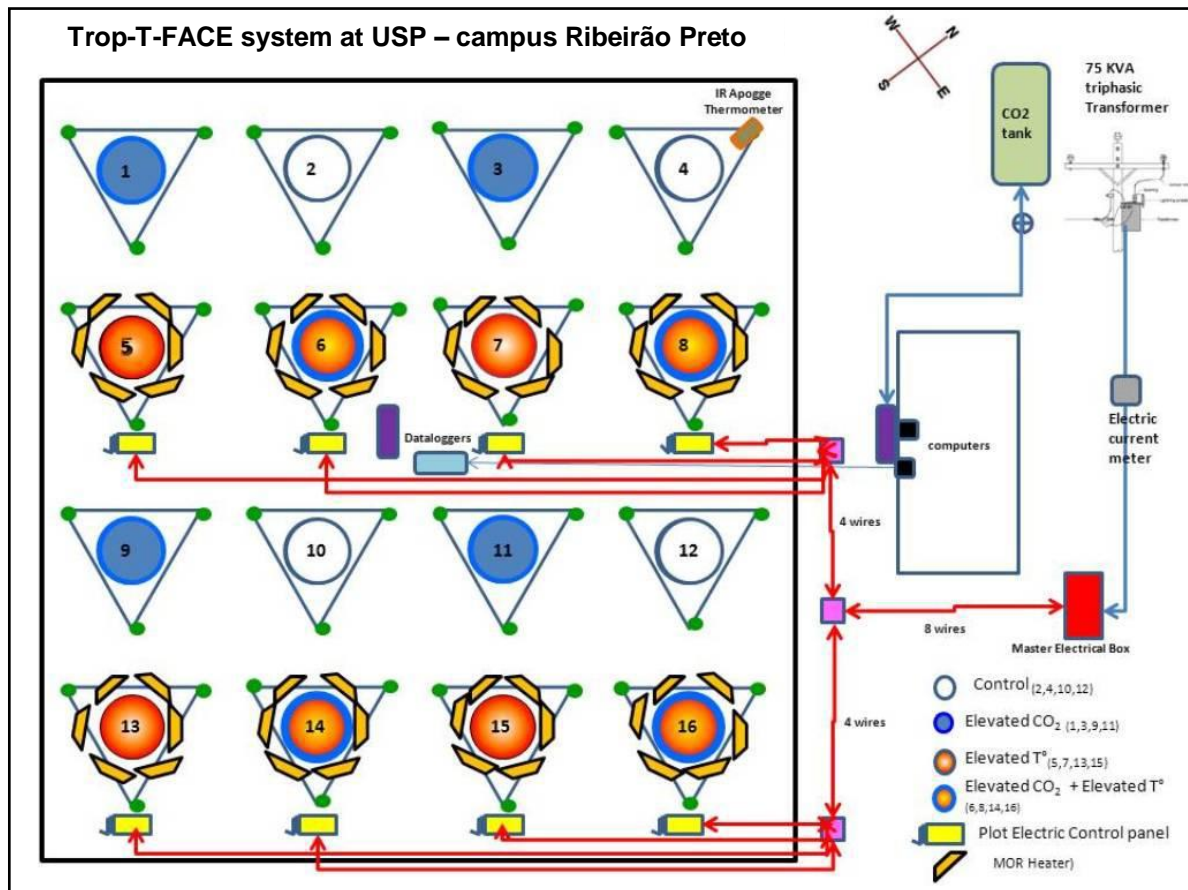 Trop-T-FACE system at USP – campus Ribeirão Preto
W
N
S
E
IR Apogge
Thermometer
CO2
tank
75 KVA
triphasic
Transformer
1
2
3
4
5
6
7
8
Dataloggers
computers
Electric
current
meter
4 wires
9
10
11
12
8 wires
Master Electrical Box
13
14
15
16
4 wires
Control (2,4,10,12)
Elevated CO₂ (1,3,9,11)
Elevated T° (5,7,13,15)
Elevated CO₂ + Elevated T°
(6,8,14,16)
Plot Electric Control panel
MOR Heater)